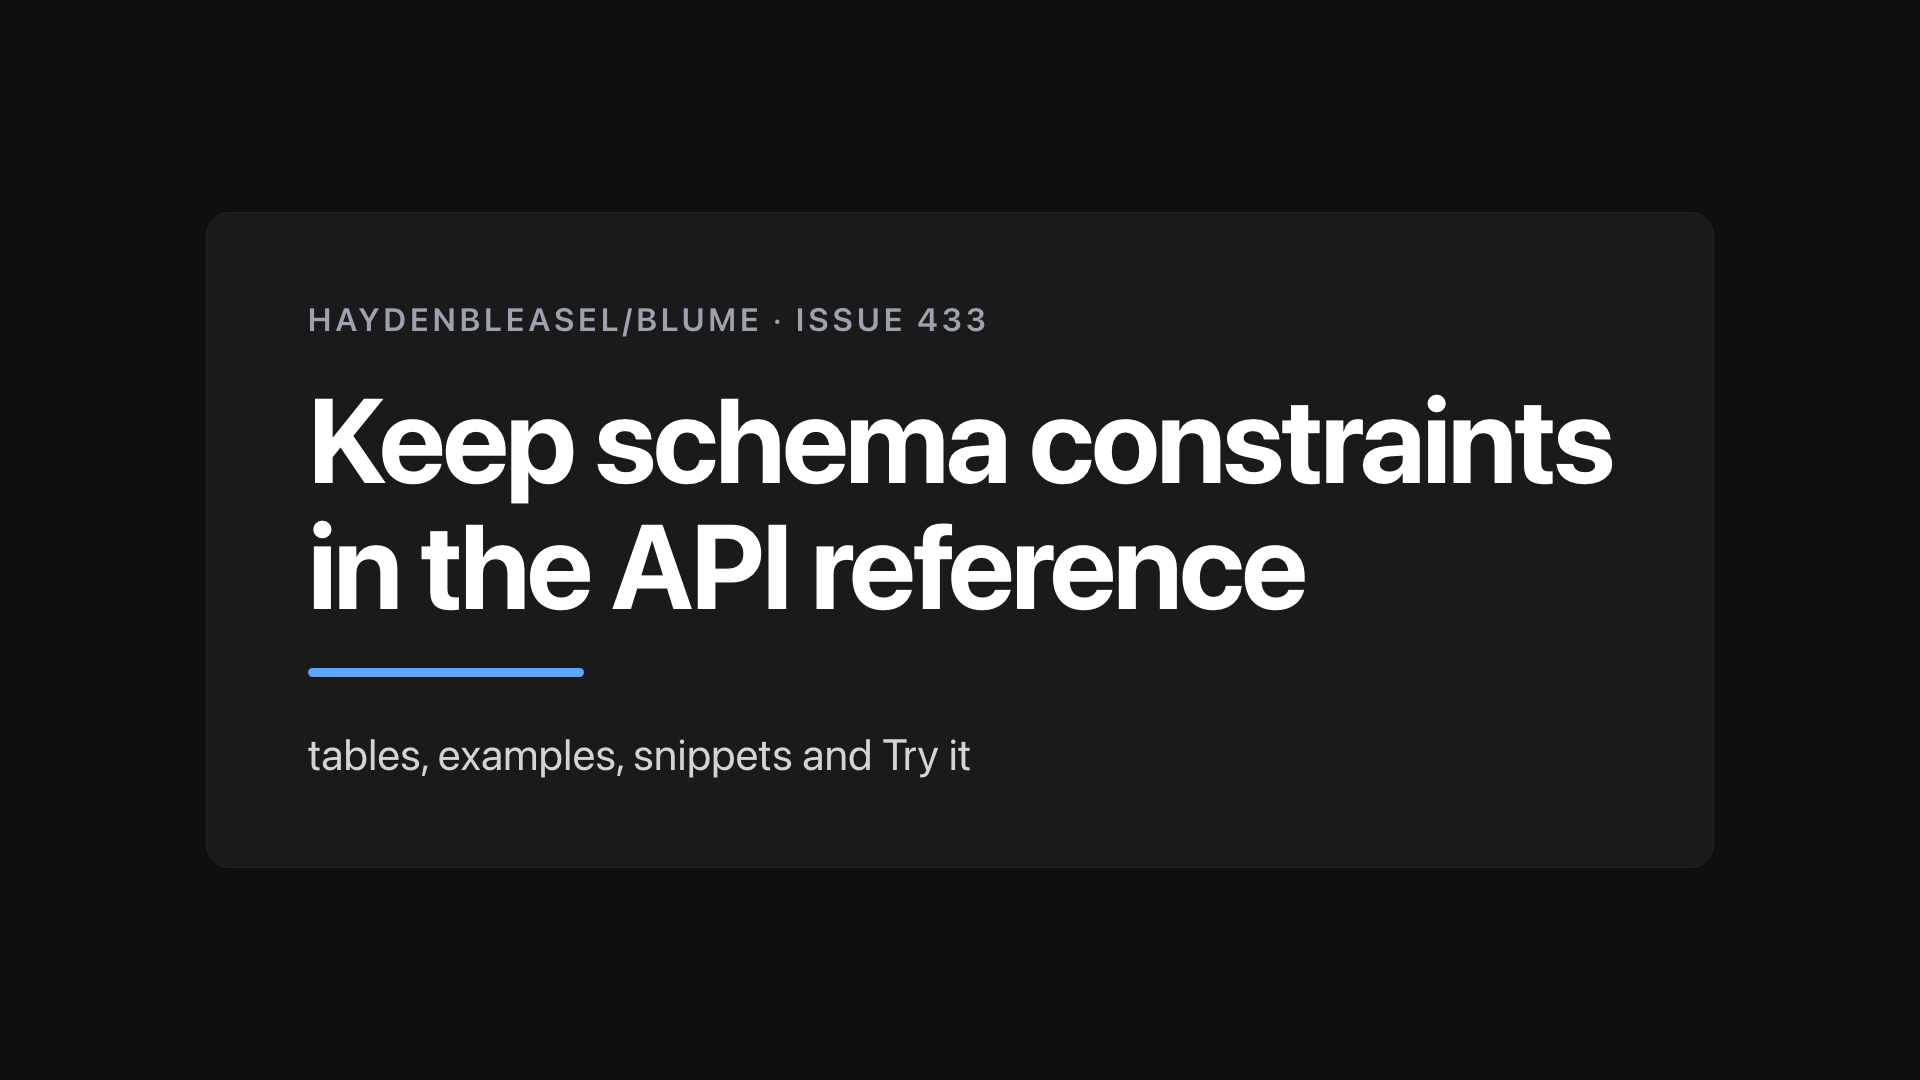 HAYDENBLEASEL/BLUME · ISSUE 433
Keep schema constraints
in the API reference
tables, examples, snippets and Try it